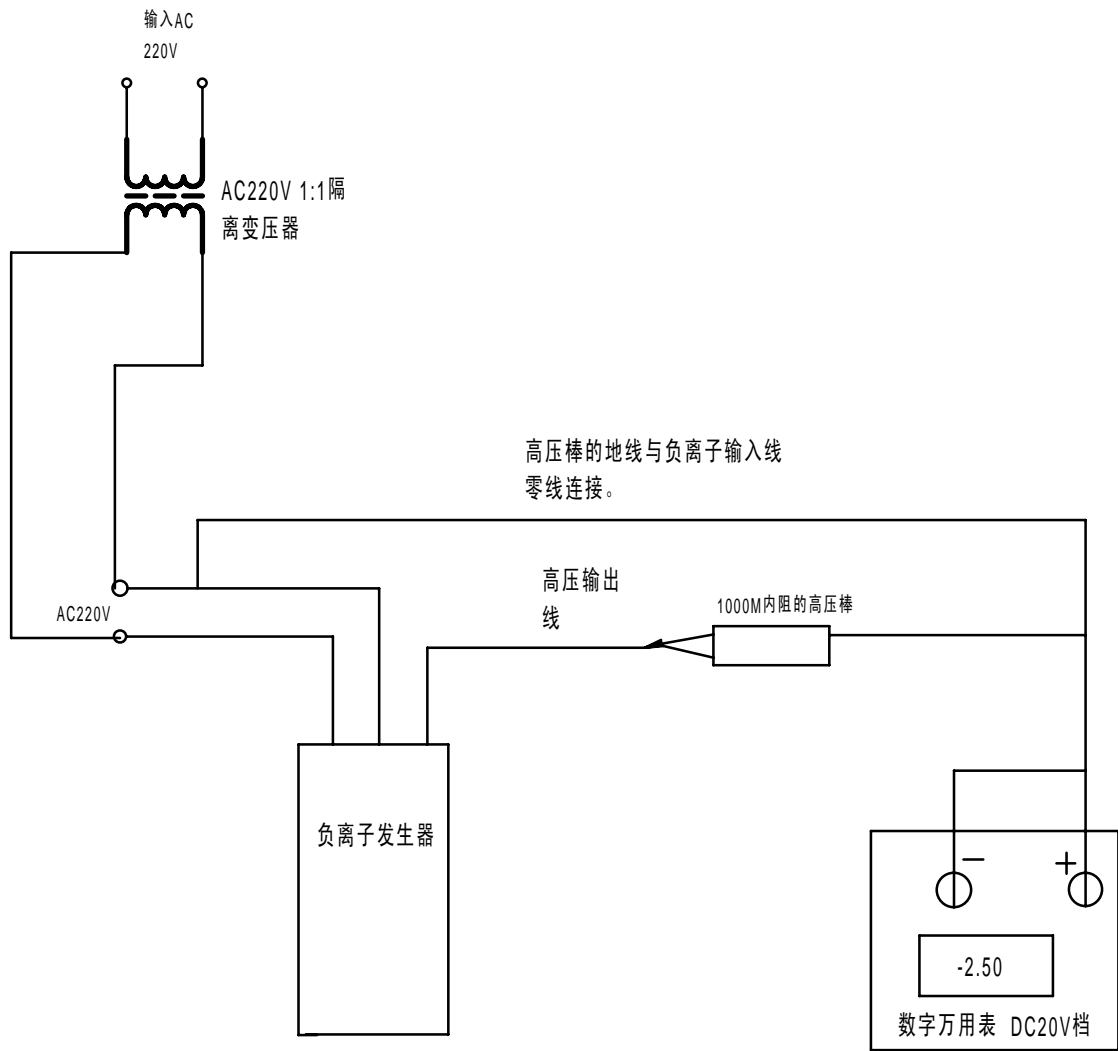 输入AC
220V
AC220V 1:1隔
离变压器
高压棒的地线与负离子输入线
零线连接。
高压输出
线
1000M内阻的高压棒
AC220V
负离子发生器
− +
-2.50
数字万用表 DC20V档